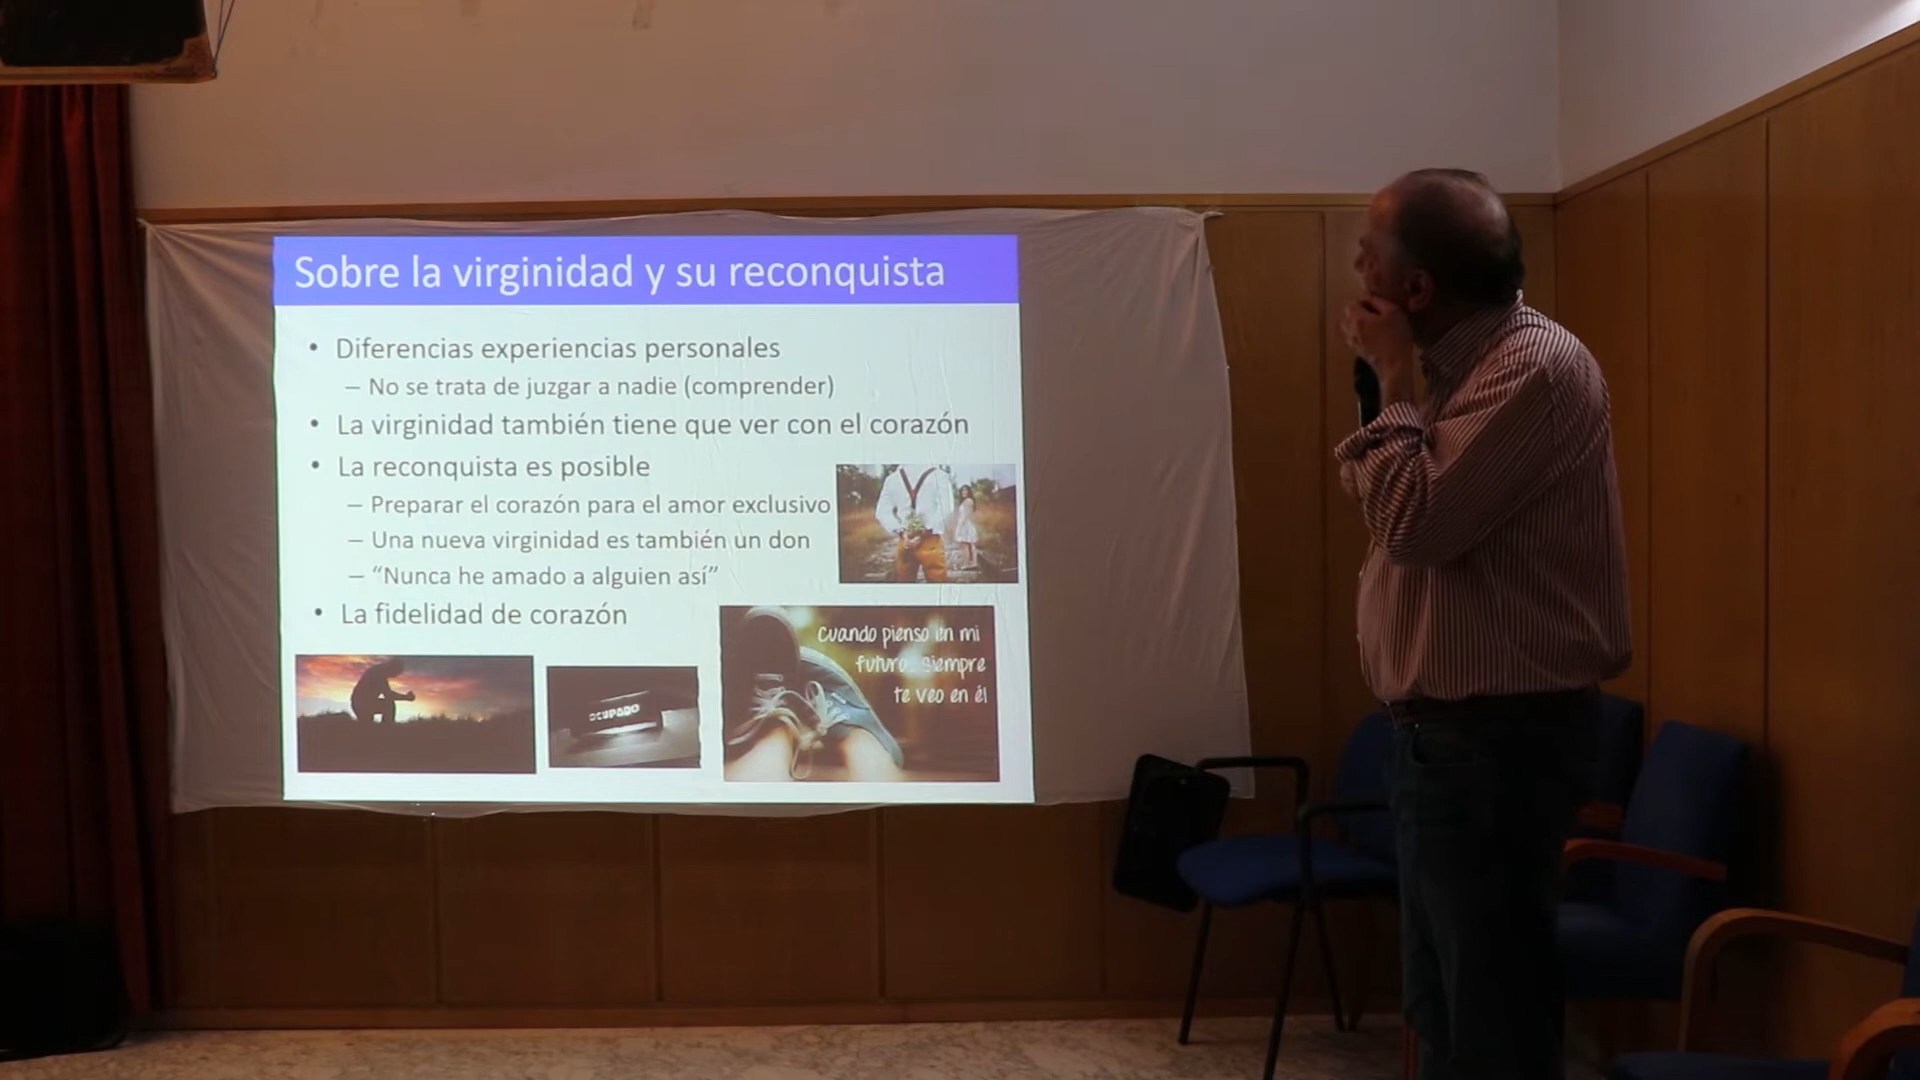 Sobre la virginidad y su reconquista
• Diferencias experiencias personales
– No se trata de juzgar a nadie (comprender)
• La virginidad también tiene que ver con el corazón
• La reconquista es posible
– Preparar el corazón para el amor exclusivo
– Una nueva virginidad es también un don
– “Nunca he amado a alguien así”
• La fidelidad de corazón
OCUPADO
Cuando pienso en mi
futuro, siempre
te veo en él